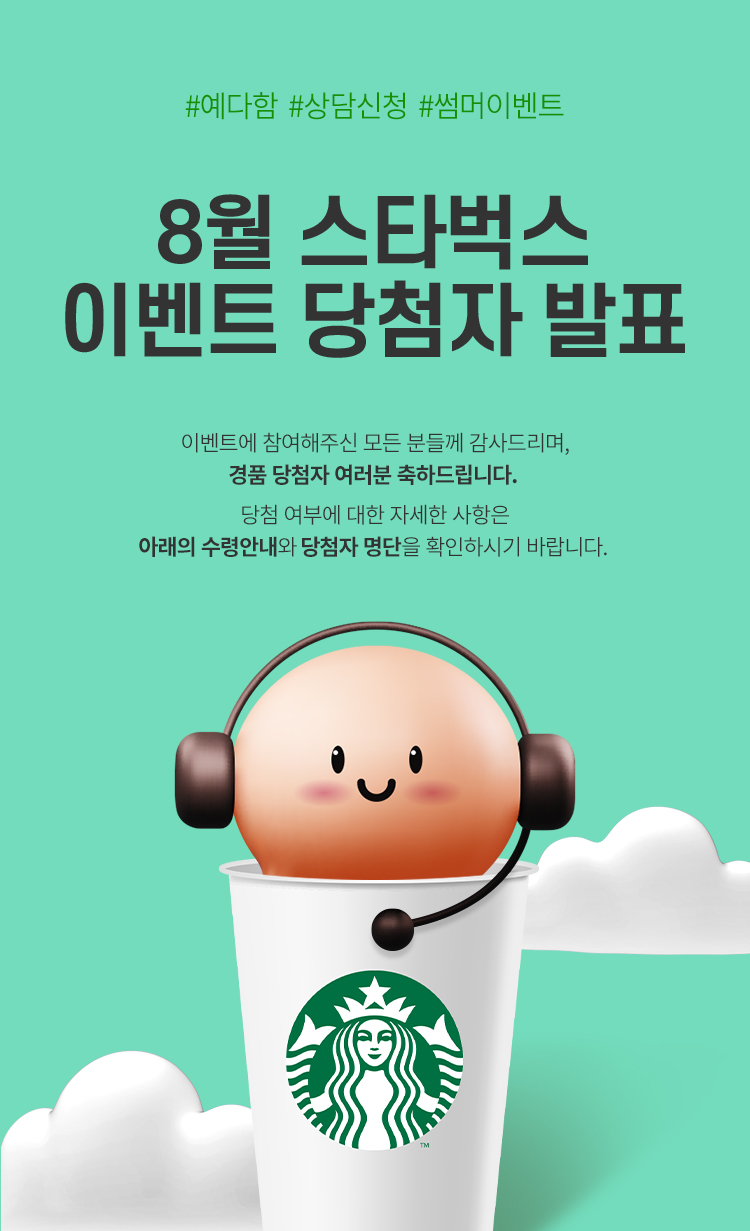 #예다함 #상담신청 #썸머이벤트
8월 스타벅스
이벤트 당첨자 발표
이벤트에 참여해주신 모든 분들께 감사드리며,
경품 당첨자 여러분 축하드립니다.
당첨 여부에 대한 자세한 사항은
아래의 수령안내와 당첨자 명단을 확인하시기 바랍니다.
TM